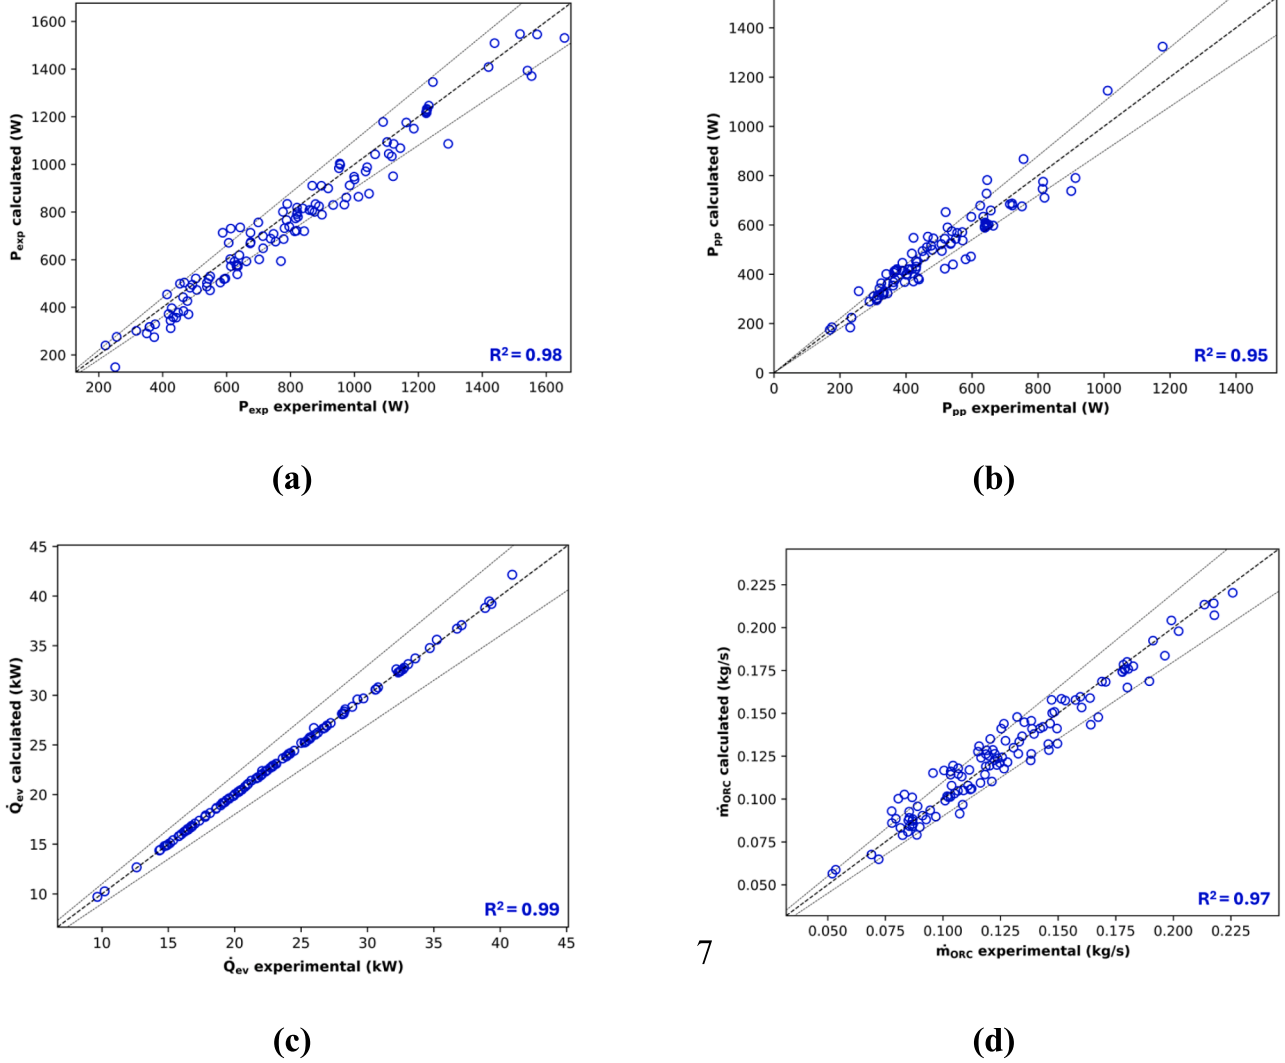 1600
1400
1200
1000
800
600
400
200
P_exp calculated (W)
R² = 0.98
200 400 600 800 1000 1200 1400 1600
P_exp experimental (W)
(a)
1400
1200
1000
800
600
400
200
0
P_pp calculated (W)
R² = 0.95
0 200 400 600 800 1000 1200 1400
P_pp experimental (W)
(b)
45
40
35
30
25
20
15
10
Q̇_ev calculated (kW)
R² = 0.99
10 15 20 25 30 35 40 45
Q̇_ev experimental (kW)
(c)
0.225
0.200
0.175
0.150
0.125
0.100
0.075
0.050
ṁ_ORC calculated (kg/s)
R² = 0.97
0.050 0.075 0.100 0.125 0.150 0.175 0.200 0.225
ṁ_ORC experimental (kg/s)
7
(d)